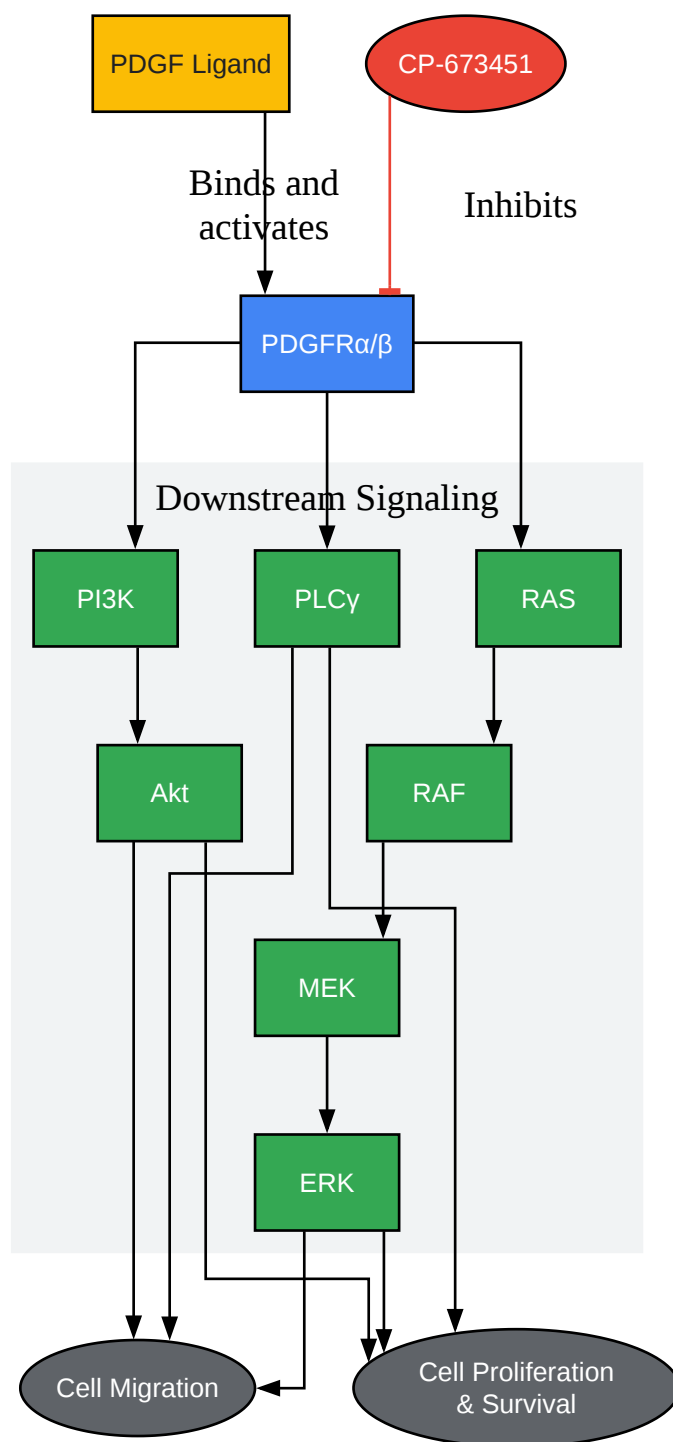 PDGF Ligand
CP-673451
Binds and
activates
Inhibits
PDGFRα/β
Downstream Signaling
PI3K
PLCγ
RAS
Akt
RAF
MEK
ERK
Cell Migration
Cell Proliferation
& Survival